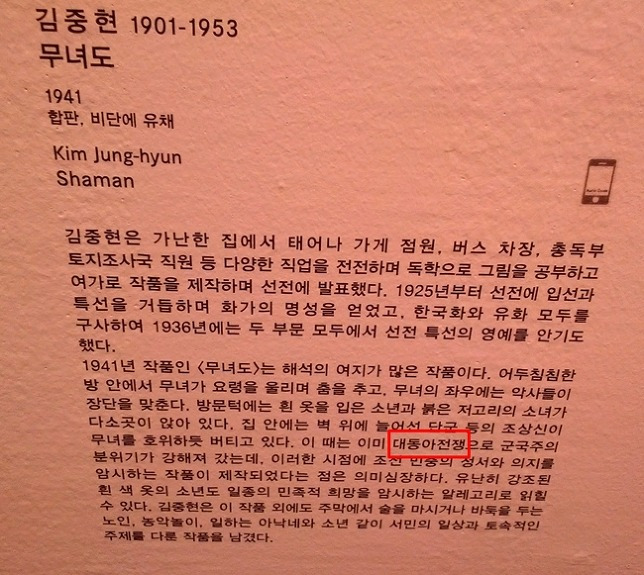 김중현 1901-1953
무녀도
1941
합판, 비단에 유채
Kim Jung-hyun
Shaman
김중현은 가난한 집에서 태어나 가게 점원, 버스 차장, 총독부
토지조사국 직원 등 다양한 직업을 전전하며 독학으로 그림을 공부하고
여가로 작품을 제작하며 선전에 발표했다. 1925년부터 선전에 입선과
특선을 거듭하며 화가의 명성을 얻었고, 한국화와 유화 모두를
구사하여 1936년에는 두 부문 모두에서 선전 특선의 영예를 안기도
했다.
1941년 작품인 〈무녀도〉는 해석의 여지가 많은 작품이다. 어두침침한
방 안에서 무녀가 요령을 울리며 춤을 추고, 무녀의 좌우에는 악사들이
장단을 맞춘다. 방문턱에는 흰 옷을 입은 소년과 붉은 저고리의 소녀가
다소곳이 앉아 있다. 집 안에는 벽 위에 늘어선 단군 등의 조상신이
무녀를 호위하듯 버티고 있다. 이 때는 이미 대동아전쟁으로 군국주의
분위기가 강해져 갔는데, 이러한 시점에 조선 민중의 정서와 의지를
암시하는 작품이 제작되었다는 점은 의미심장하다. 유난히 강조된
흰 색 옷의 소년도 일종의 민족적 희망을 암시하는 알레고리로 읽힐
수 있다. 김중현은 이 작품 외에도 주막에서 술을 마시거나 바둑을 두는
노인, 농악놀이, 일하는 아낙네와 소년 같이 서민의 일상과 토속적인
주제를 다룬 작품을 남겼다.